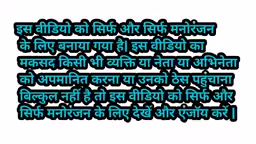 इस वीडियो को सिर्फ और सिर्फ मनोरंजन
के लिए बनाया गया है। इस वीडियो का
मकसद किसी भी व्यक्ति या नेता या अभिनेता
को अपमानित करना या उनको ठेस पहुंचाना
बिल्कुल नहीं है तो इस वीडियो को सिर्फ और
सिर्फ मनोरंजन के लिए देखें और एंजॉय करें |